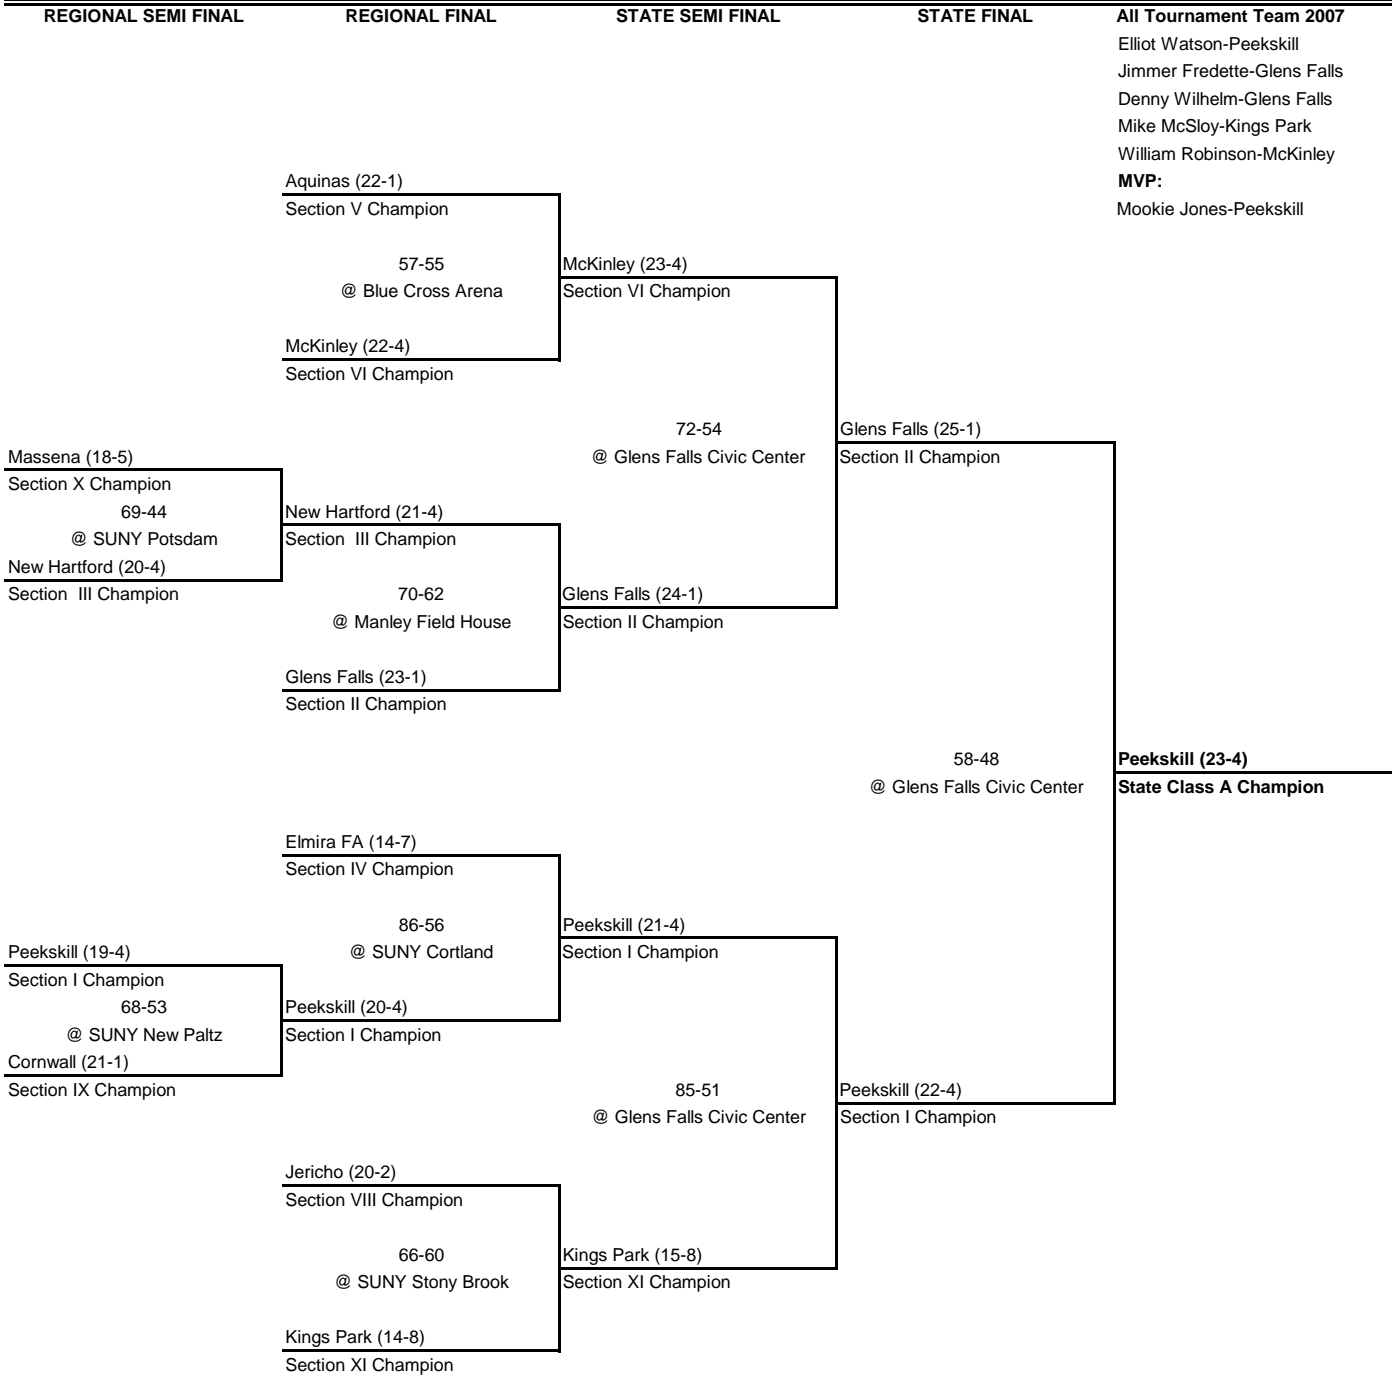 REGIONAL SEMI FINAL REGIONAL FINAL STATE SEMI FINAL STATE FINAL All Tournament Team 2007
Elliot Watson-Peekskill
Jimmer Fredette-Glens Falls
Denny Wilhelm-Glens Falls
Mike McSloy-Kings Park
William Robinson-McKinley
Aquinas (22-1) MVP:
Section V Champion Mookie Jones-Peekskill
57-55 McKinley (23-4)
@ Blue Cross Arena Section VI Champion
McKinley (22-4)
Section VI Champion
72-54 Glens Falls (25-1)
Massena (18-5) @ Glens Falls Civic Center Section II Champion
Section X Champion
69-44 New Hartford (21-4)
@ SUNY Potsdam Section III Champion
New Hartford (20-4)
Section III Champion 70-62 Glens Falls (24-1)
@ Manley Field House Section II Champion
Glens Falls (23-1)
Section II Champion
58-48 Peekskill (23-4)
@ Glens Falls Civic Center State Class A Champion
Elmira FA (14-7)
Section IV Champion
86-56 Peekskill (21-4)
Peekskill (19-4) @ SUNY Cortland Section I Champion
Section I Champion
68-53 Peekskill (20-4)
@ SUNY New Paltz Section I Champion
Cornwall (21-1)
Section IX Champion 85-51 Peekskill (22-4)
@ Glens Falls Civic Center Section I Champion
Jericho (20-2)
Section VIII Champion
66-60 Kings Park (15-8)
@ SUNY Stony Brook Section XI Champion
Kings Park (14-8)
Section XI Champion